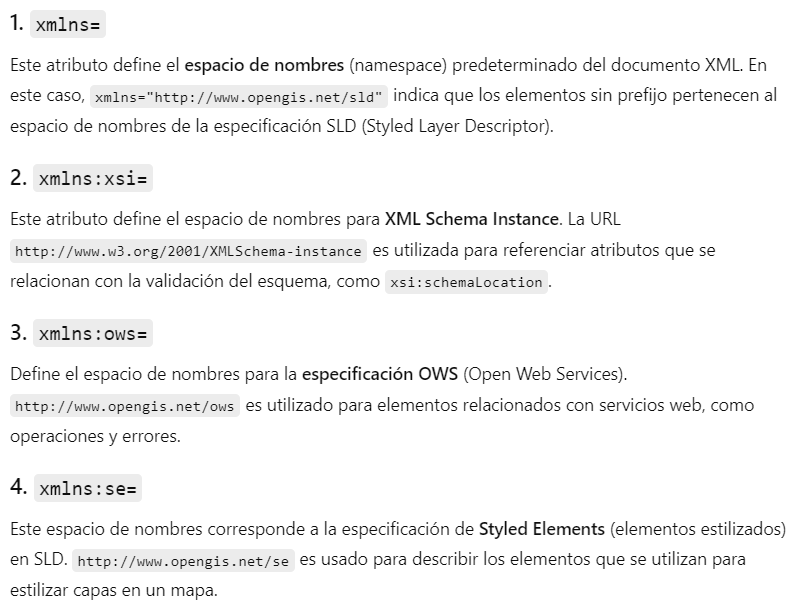 1. xmlns=
Este atributo define el espacio de nombres (namespace) predeterminado del documento XML. En
este caso, xmlns="http://www.opengis.net/sld" indica que los elementos sin prefijo pertenecen al
espacio de nombres de la especificación SLD (Styled Layer Descriptor).
2. xmlns:xsi=
Este atributo define el espacio de nombres para XML Schema Instance. La URL
http://www.w3.org/2001/XMLSchema-instance es utilizada para referenciar atributos que se
relacionan con la validación del esquema, como xsi:schemaLocation.
3. xmlns:ows=
Define el espacio de nombres para la especificación OWS (Open Web Services).
http://www.opengis.net/ows es utilizado para elementos relacionados con servicios web, como
operaciones y errores.
4. xmlns:se=
Este espacio de nombres corresponde a la especificación de Styled Elements (elementos estilizados)
en SLD. http://www.opengis.net/se es usado para describir los elementos que se utilizan para
estilizar capas en un mapa.